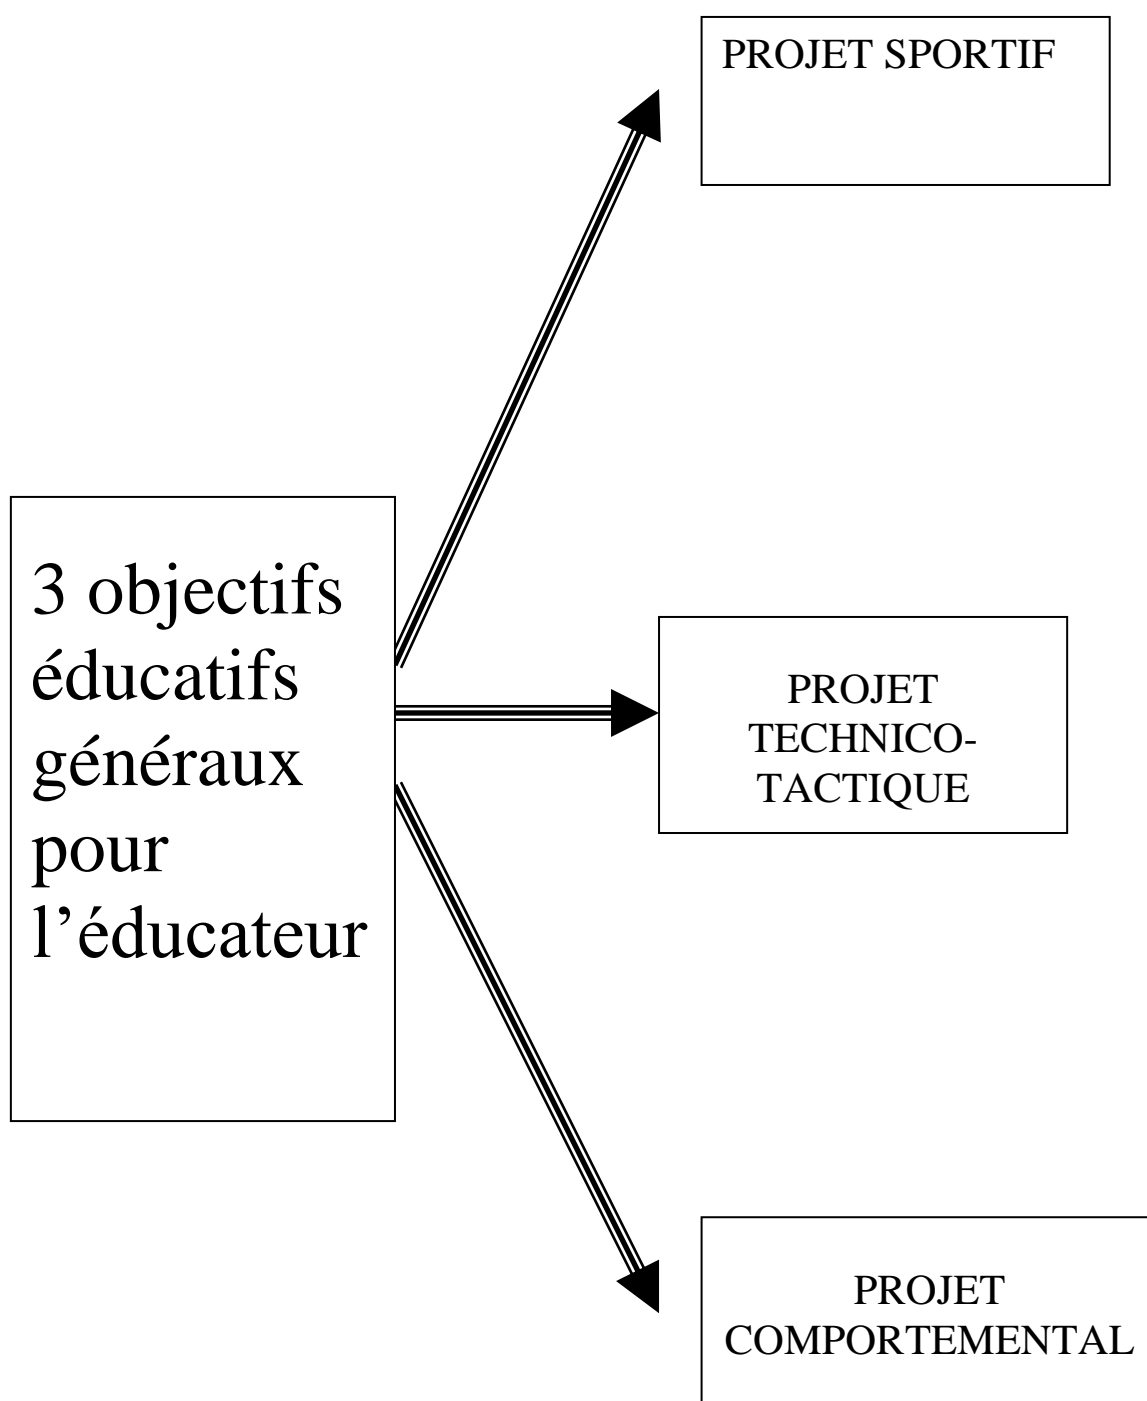 PROJET SPORTIF
3 objectifs
éducatifs
généraux
pour
l’éducateur
PROJET
TECHNICO-
TACTIQUE
PROJET
COMPORTEMENTAL